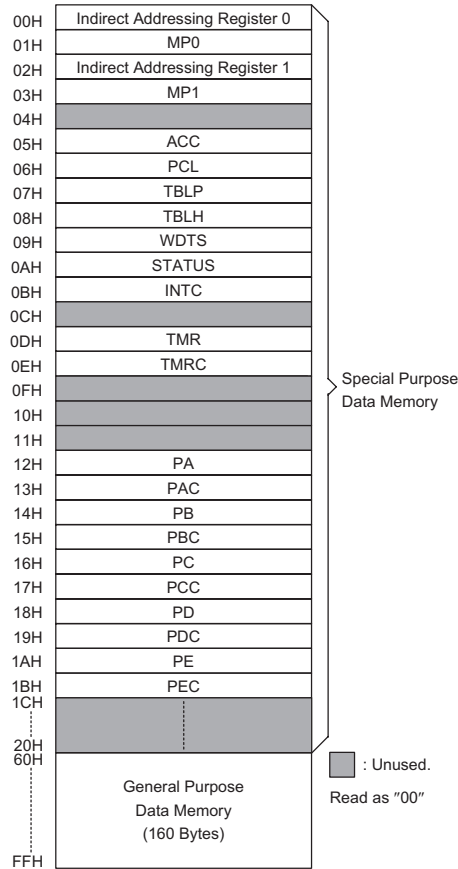 00H Indirect Addressing Register 0
01H MP0
02H Indirect Addressing Register 1
03H MP1
04H
05H ACC
06H PCL
07H TBLP
08H TBLH
09H WDTS
0AH STATUS
0BH INTC
0CH
0DH TMR
0EH TMRC
0FH
10H
11H
12H PA
13H PAC
14H PB
15H PBC
16H PC
17H PCC
18H PD
19H PDC
1AH PE
1BH PEC
1CH
20H
60H
General Purpose
Data Memory
(160 Bytes)
FFH
Special Purpose
Data Memory
: Unused.
Read as "00"